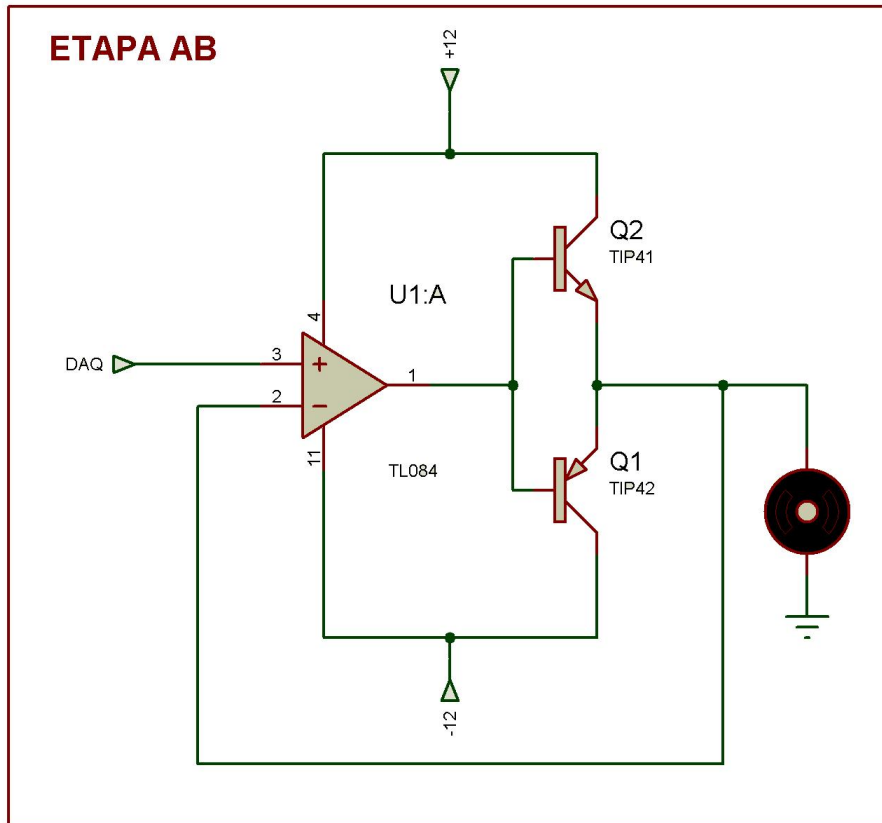 ETAPA AB
+12
Q2
TIP41
U1:A
4
DAQ
3
1
2
11
TL084
Q1
TIP42
-12